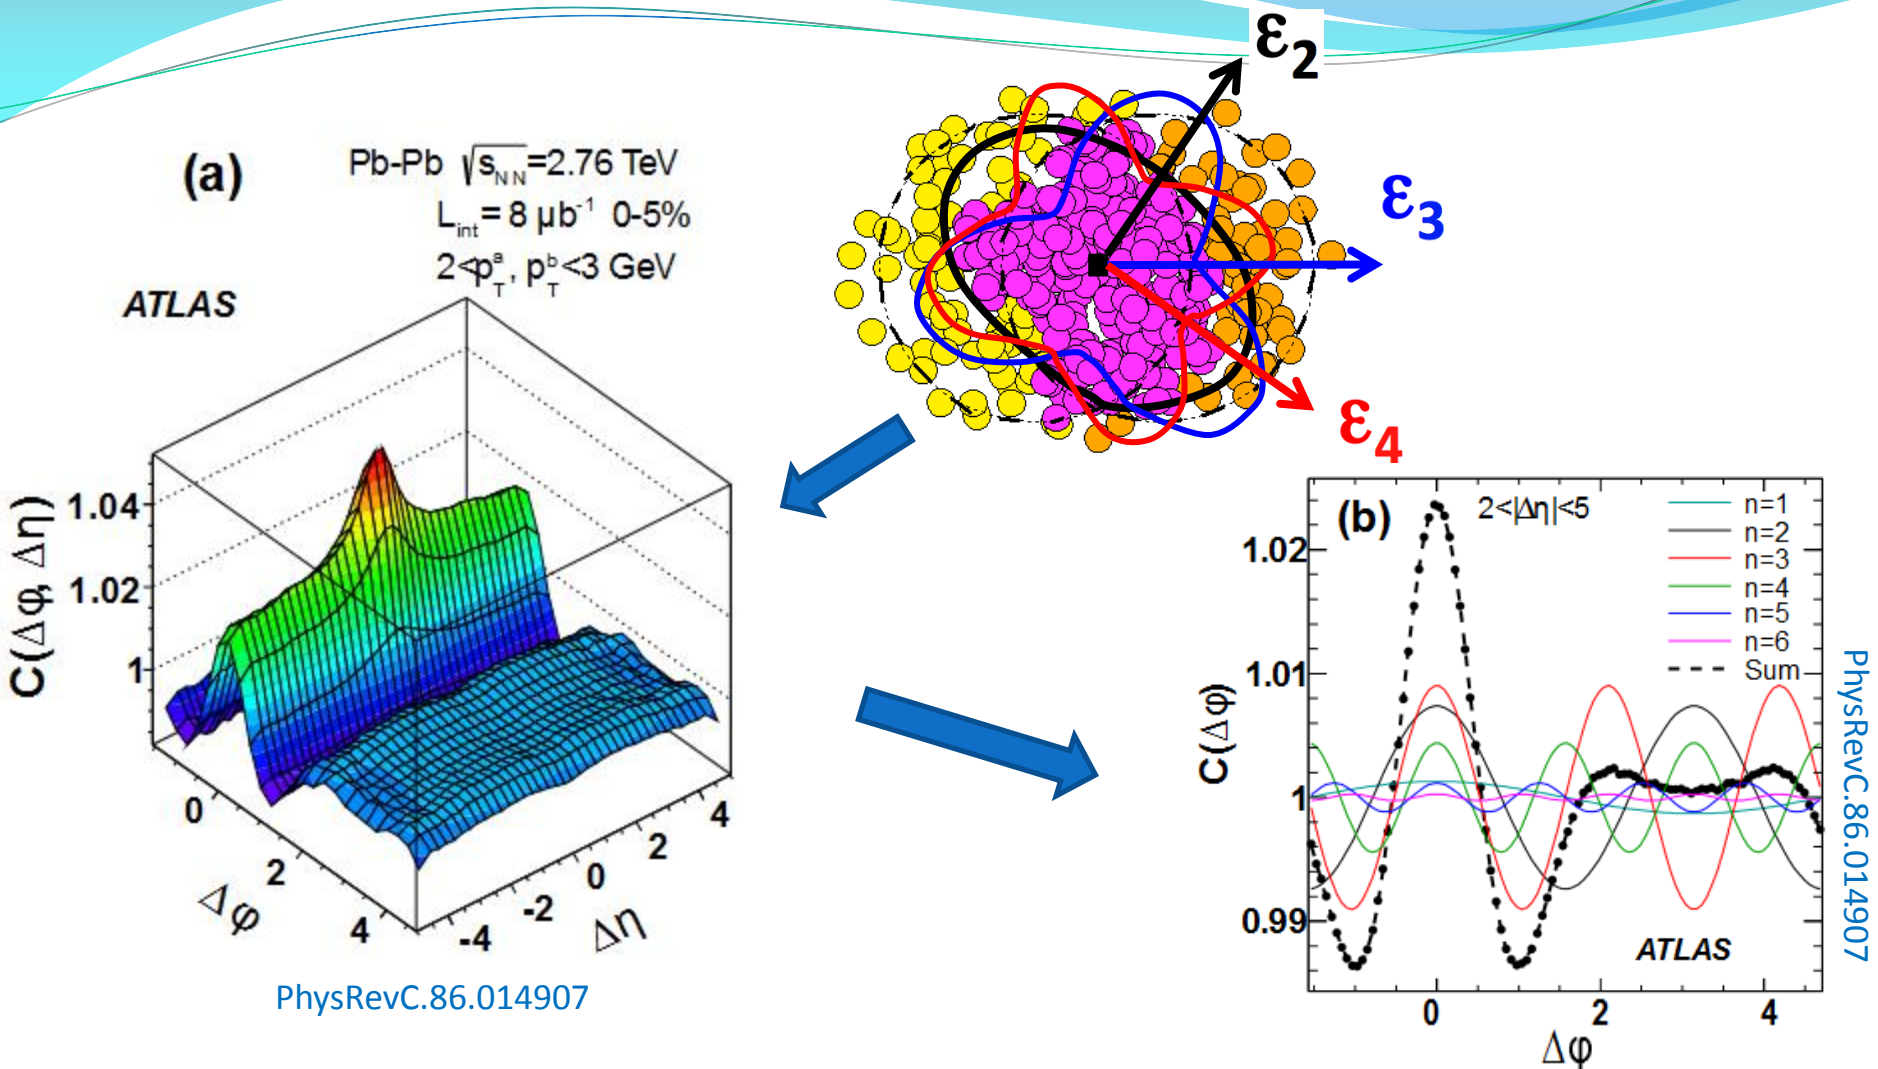 ε2
ε3
ε4
(a)
Pb-Pb √sNN=2.76 TeV
Lint = 8 μb-1 0-5%
2<paT, pbT<3 GeV
ATLAS
C(Δφ, Δη)
1.04
1.02
1
0
2
4
Δφ
-4
-2
0
2
4
Δη
PhysRevC.86.014907
(b)
2<|Δη|<5
n=1
n=2
n=3
n=4
n=5
n=6
Sum
C(Δφ)
1.02
1.01
1
0.99
ATLAS
0
2
4
Δφ
PhysRevC.86.014907